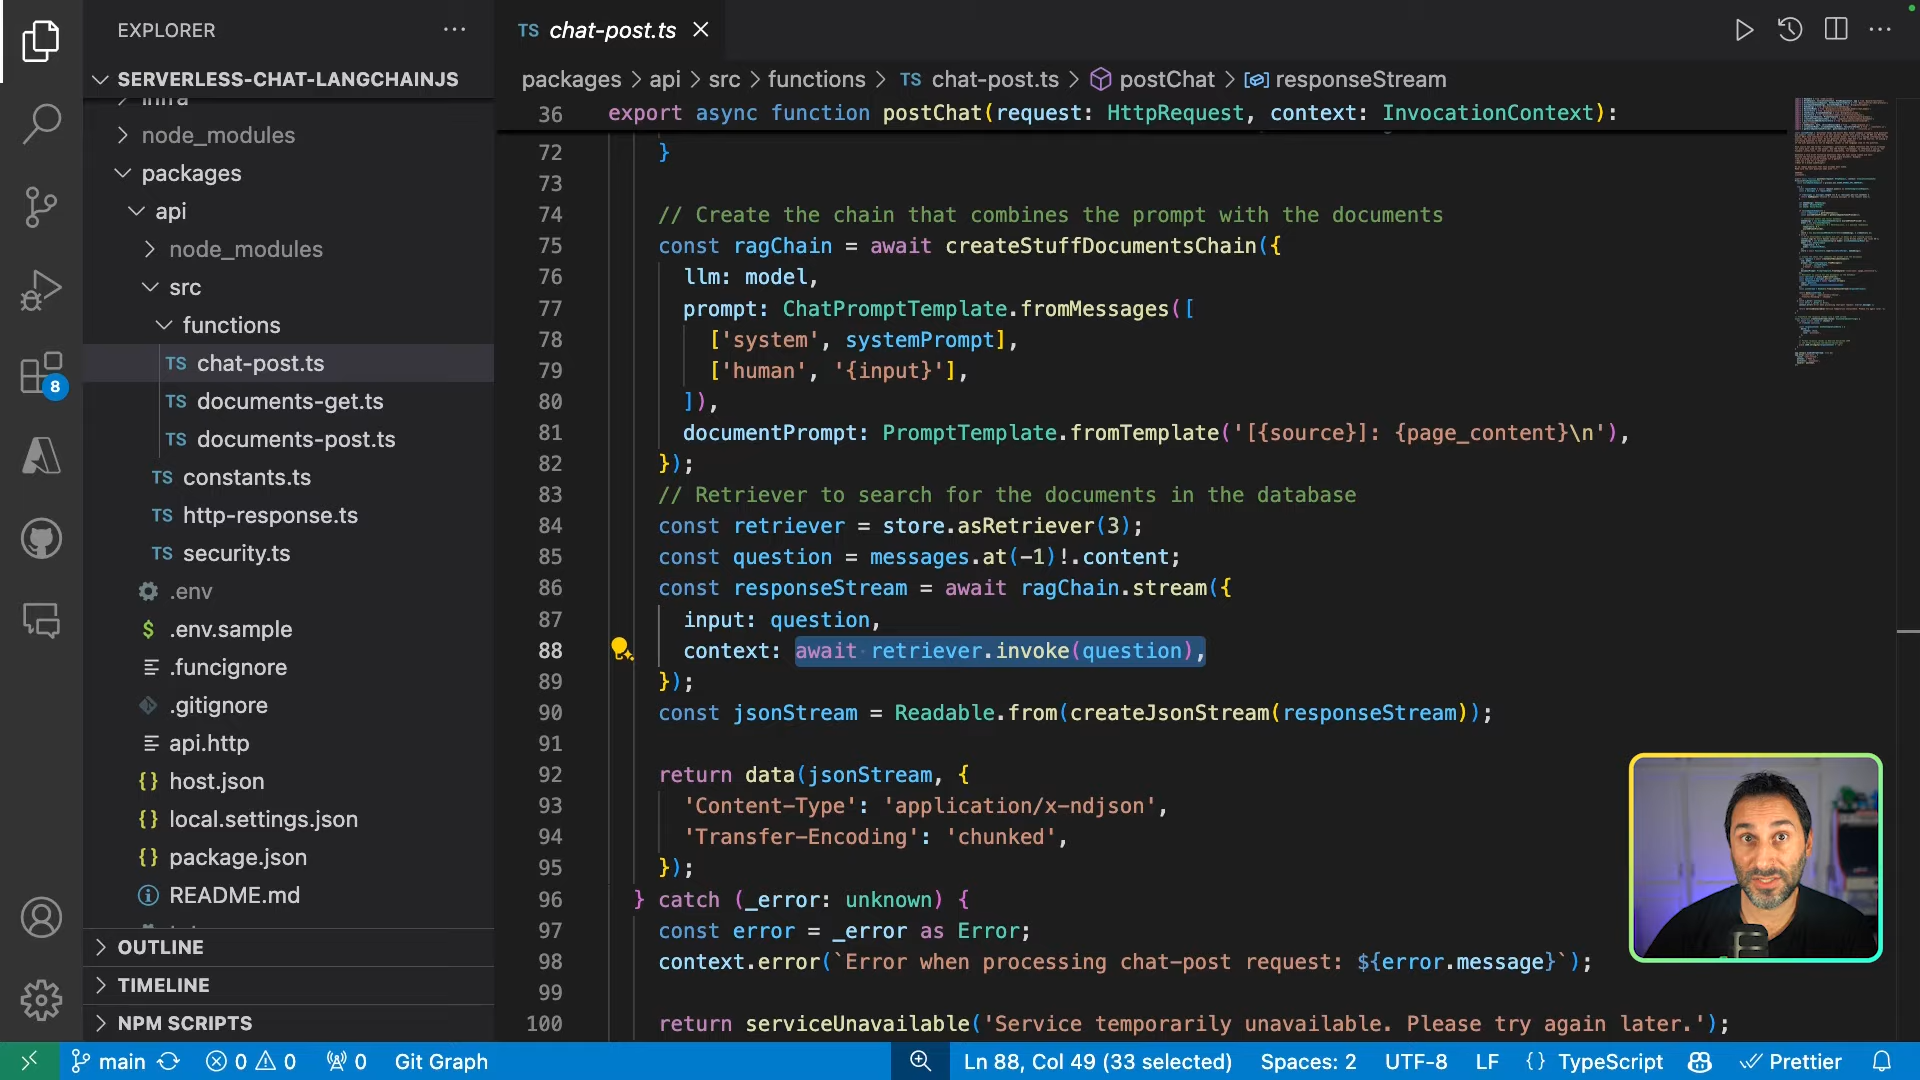 EXPLORER
SERVERLESS-CHAT-LANGCHAINJS
infra
node_modules
packages
api
node_modules
src
functions
TS chat-post.ts
TS documents-get.ts
TS documents-post.ts
TS constants.ts
TS http-response.ts
TS security.ts
.env
$ .env.sample
.funcignore
.gitignore
api.http
{} host.json
{} local.settings.json
{} package.json
README.md
OUTLINE
TIMELINE
NPM SCRIPTS
8
TS chat-post.ts
packages > api > src > functions > TS chat-post.ts > postChat > responseStream
36 export async function postChat(request: HttpRequest, context: InvocationContext):
72 }
73
74 // Create the chain that combines the prompt with the documents
75 const ragChain = await createStuffDocumentsChain({
76 llm: model,
77 prompt: ChatPromptTemplate.fromMessages([
78 ['system', systemPrompt],
79 ['human', '{input}'],
80 ]),
81 documentPrompt: PromptTemplate.fromTemplate('[{source}]: {page_content}\n'),
82 });
83 // Retriever to search for the documents in the database
84 const retriever = store.asRetriever(3);
85 const question = messages.at(-1)!.content;
86 const responseStream = await ragChain.stream({
87 input: question,
88 context: await retriever.invoke(question),
89 });
90 const jsonStream = Readable.from(createJsonStream(responseStream));
91
92 return data(jsonStream, {
93 'Content-Type': 'application/x-ndjson',
94 'Transfer-Encoding': 'chunked',
95 });
96 } catch (_error: unknown) {
97 const error = _error as Error;
98 context.error(`Error when processing chat-post request: ${error.message}`);
99
100 return serviceUnavailable('Service temporarily unavailable. Please try again later.');
main 0 0 0 Git Graph Ln 88, Col 49 (33 selected) Spaces: 2 UTF-8 LF {} TypeScript Prettier